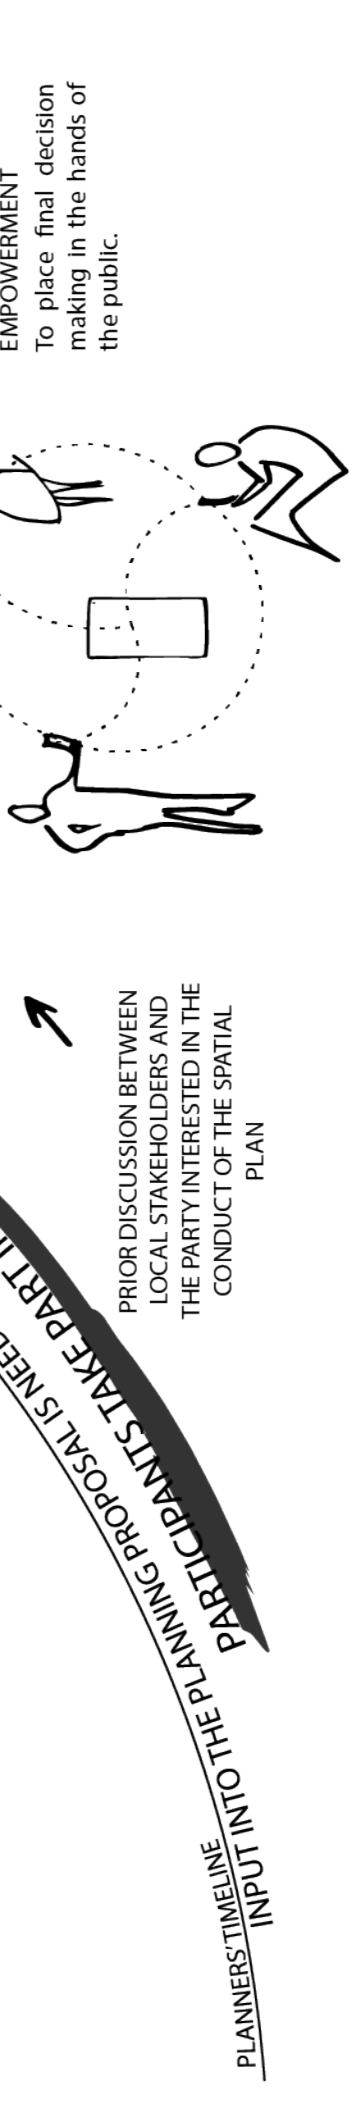 EMPOWERMENT
To place final decision
making in the hands of
the public.
PRIOR DISCUSSION BETWEEN
LOCAL STAKEHOLDERS AND
THE PARTY INTERESTED IN THE
CONDUCT OF THE SPATIAL
PLAN
PARTICIPANTS TAKE PART
INPUT INTO THE PLANNING PROPOSAL IS
PLANNERS' TIMELINE